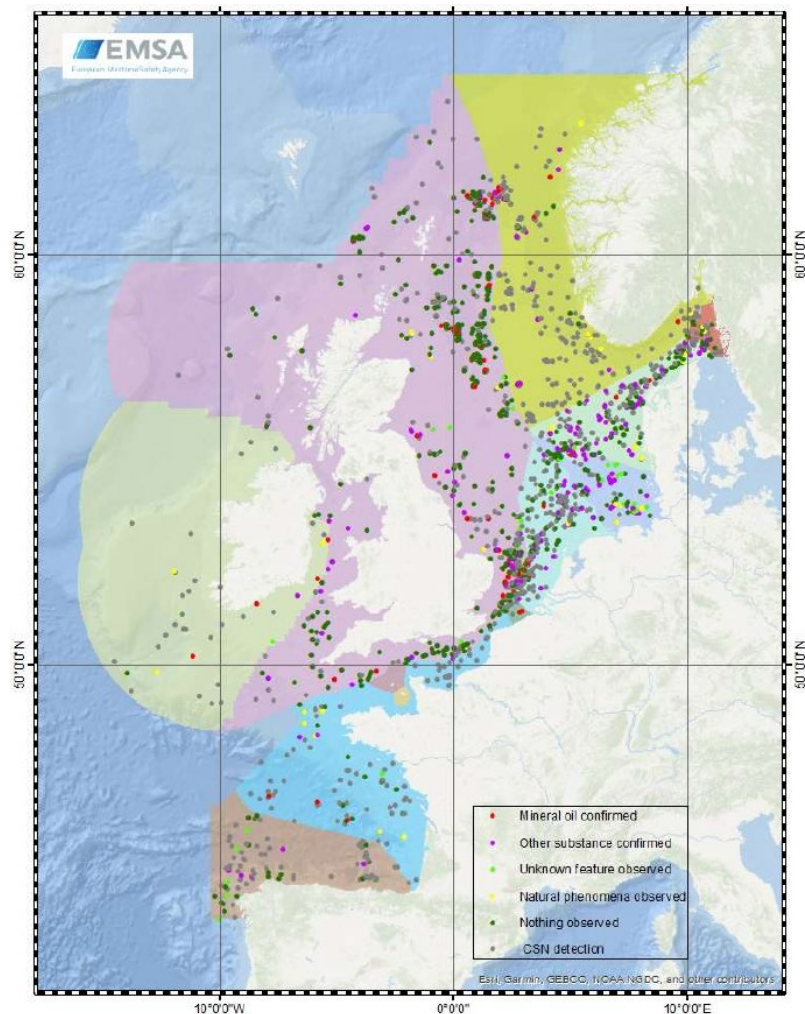 EMSA
European Maritime Safety Agency
60°0'0"N
60°0'0"N
50°0'0"N
50°0'0"N
Mineral oil confirmed
Other substance confirmed
Unknown feature observed
Natural phenomena observed
Nothing observed
CSN detection
Esri, Garmin, GEBCO, NOAA NGDC, and other contributors
10°0'0"W
0°0'0"
10°0'0"E